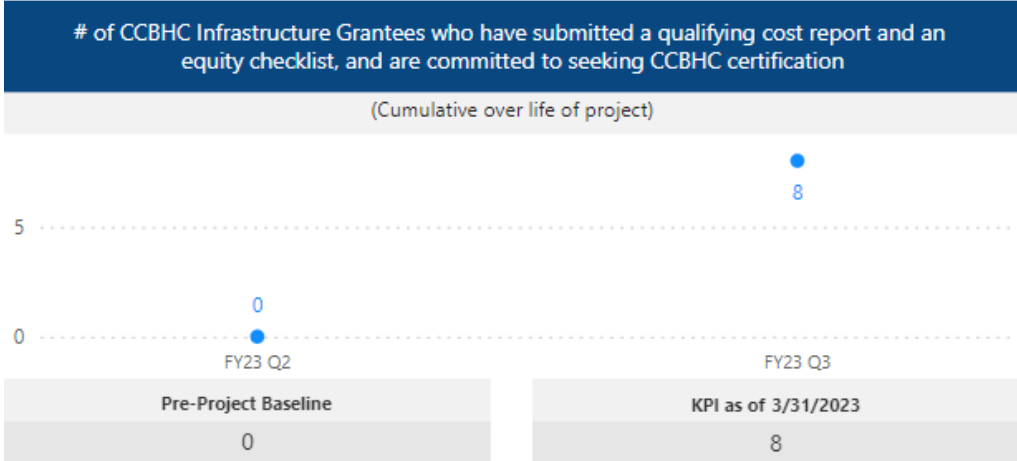 # of CCBHC Infrastructure Grantees who have submitted a qualifying cost report and an
equity checklist, and are committed to seeking CCBHC certification
(Cumulative over life of project)
8
5
0
0
FY23 Q2
FY23 Q3
Pre-Project Baseline
KPI as of 3/31/2023
0
8